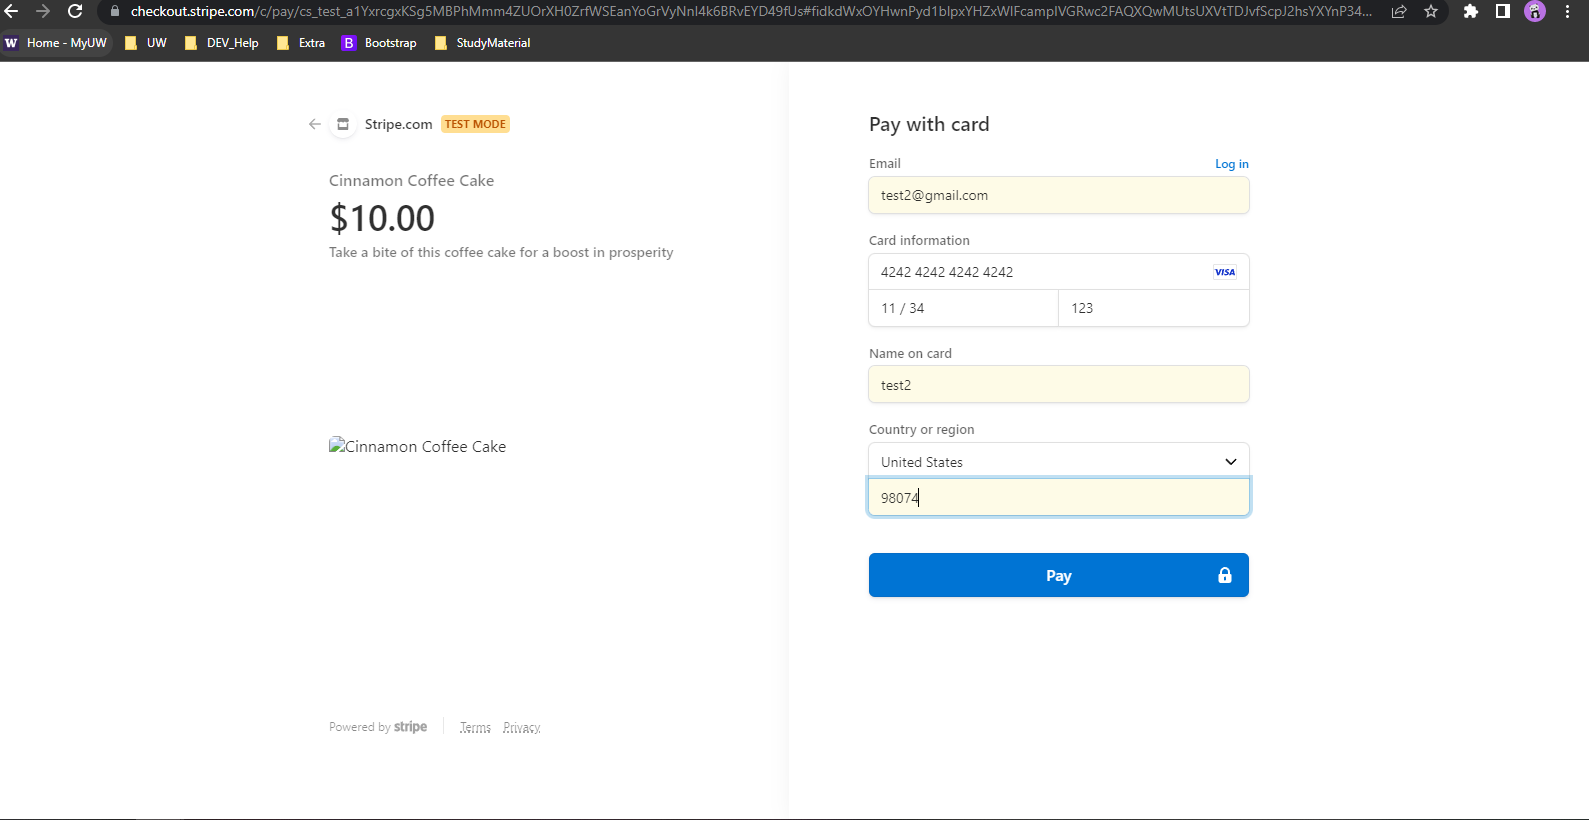 checkout.stripe.com/c/pay/cs_test_a1YxrcgxKSg5MBPhMmm4ZUOrXH0ZrfWSEanYoGrVyNnI4k6BRvEYD49fUs#fidkdWxOYHwnPyd1blpxYHZxWlFcamplVGRwc2FAQXQwMUtsUXVtTDJvfScpJ2hsYXYnP34...
W Home - MyUW UW DEV_Help Extra B Bootstrap StudyMaterial
Stripe.com TEST MODE
Cinnamon Coffee Cake
$10.00
Take a bite of this coffee cake for a boost in prosperity
Cinnamon Coffee Cake
Powered by stripe Terms Privacy
Pay with card
Email Log in
test2@gmail.com
Card information
4242 4242 4242 4242 VISA
11 / 34 123
Name on card
test2
Country or region
United States
98074
Pay